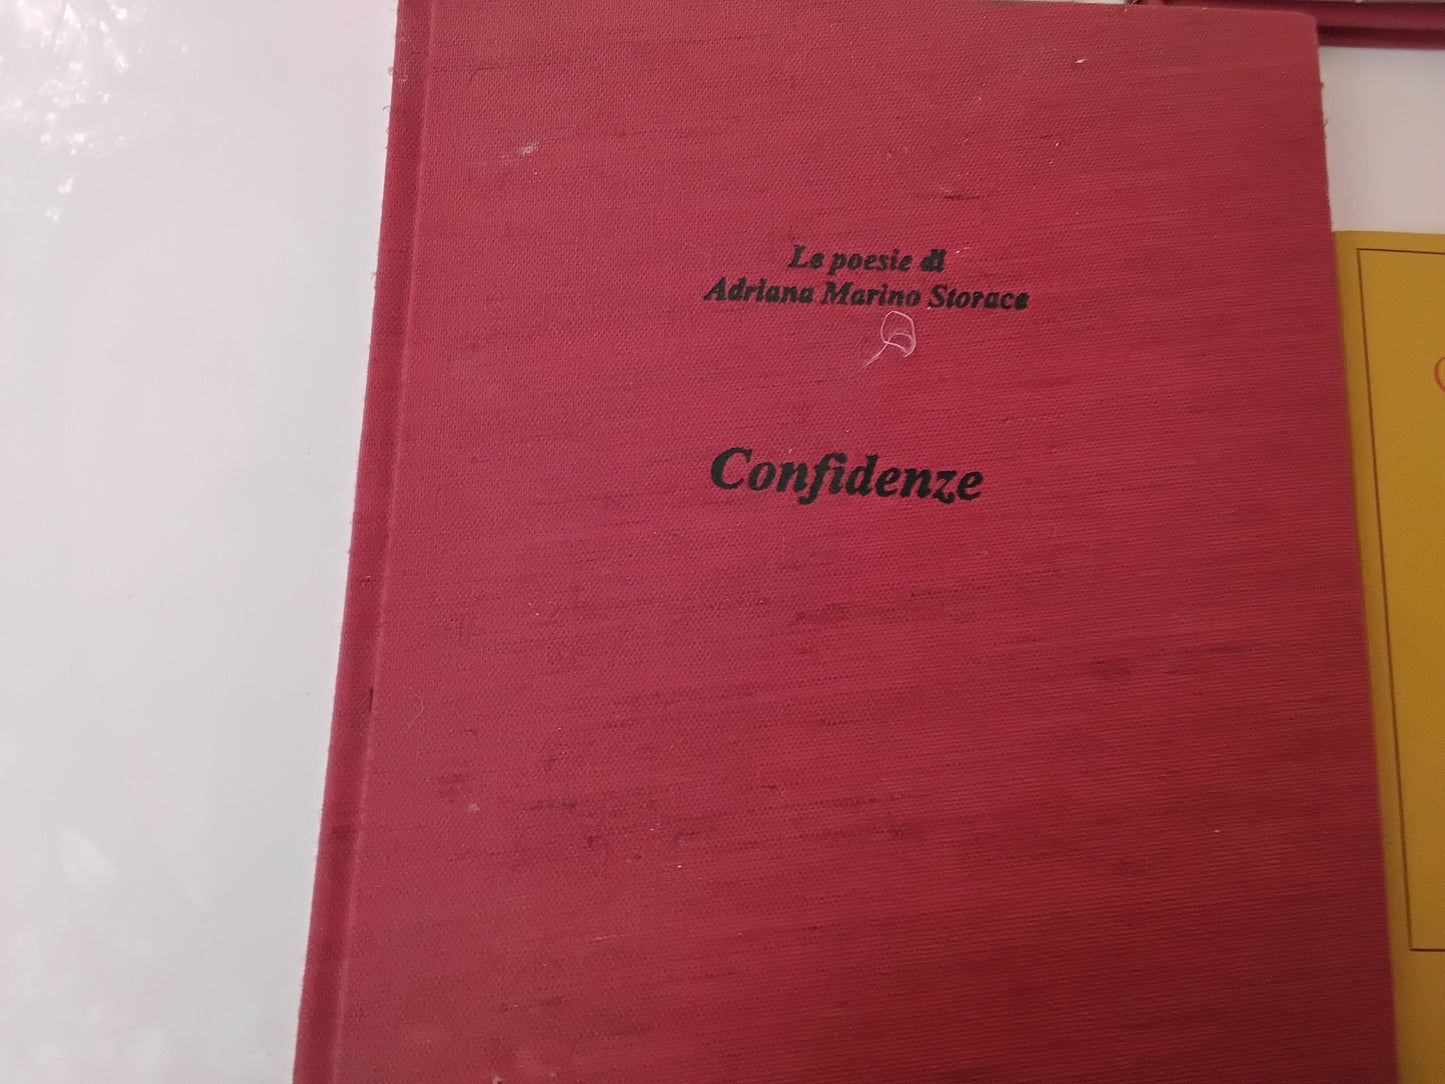 Le poesie di
Adriana Marino Storace
Confidenze